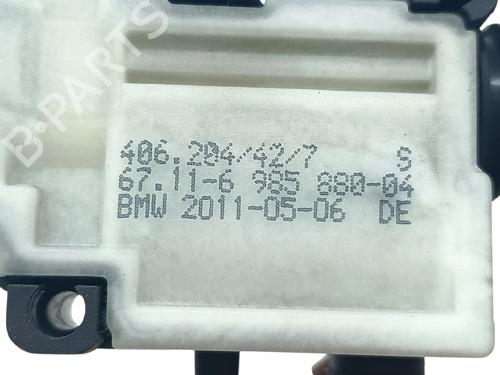 B-PARTS
406.204/42/7 S
67.11-6 985 880-04
BMW 2011-05-06 DE